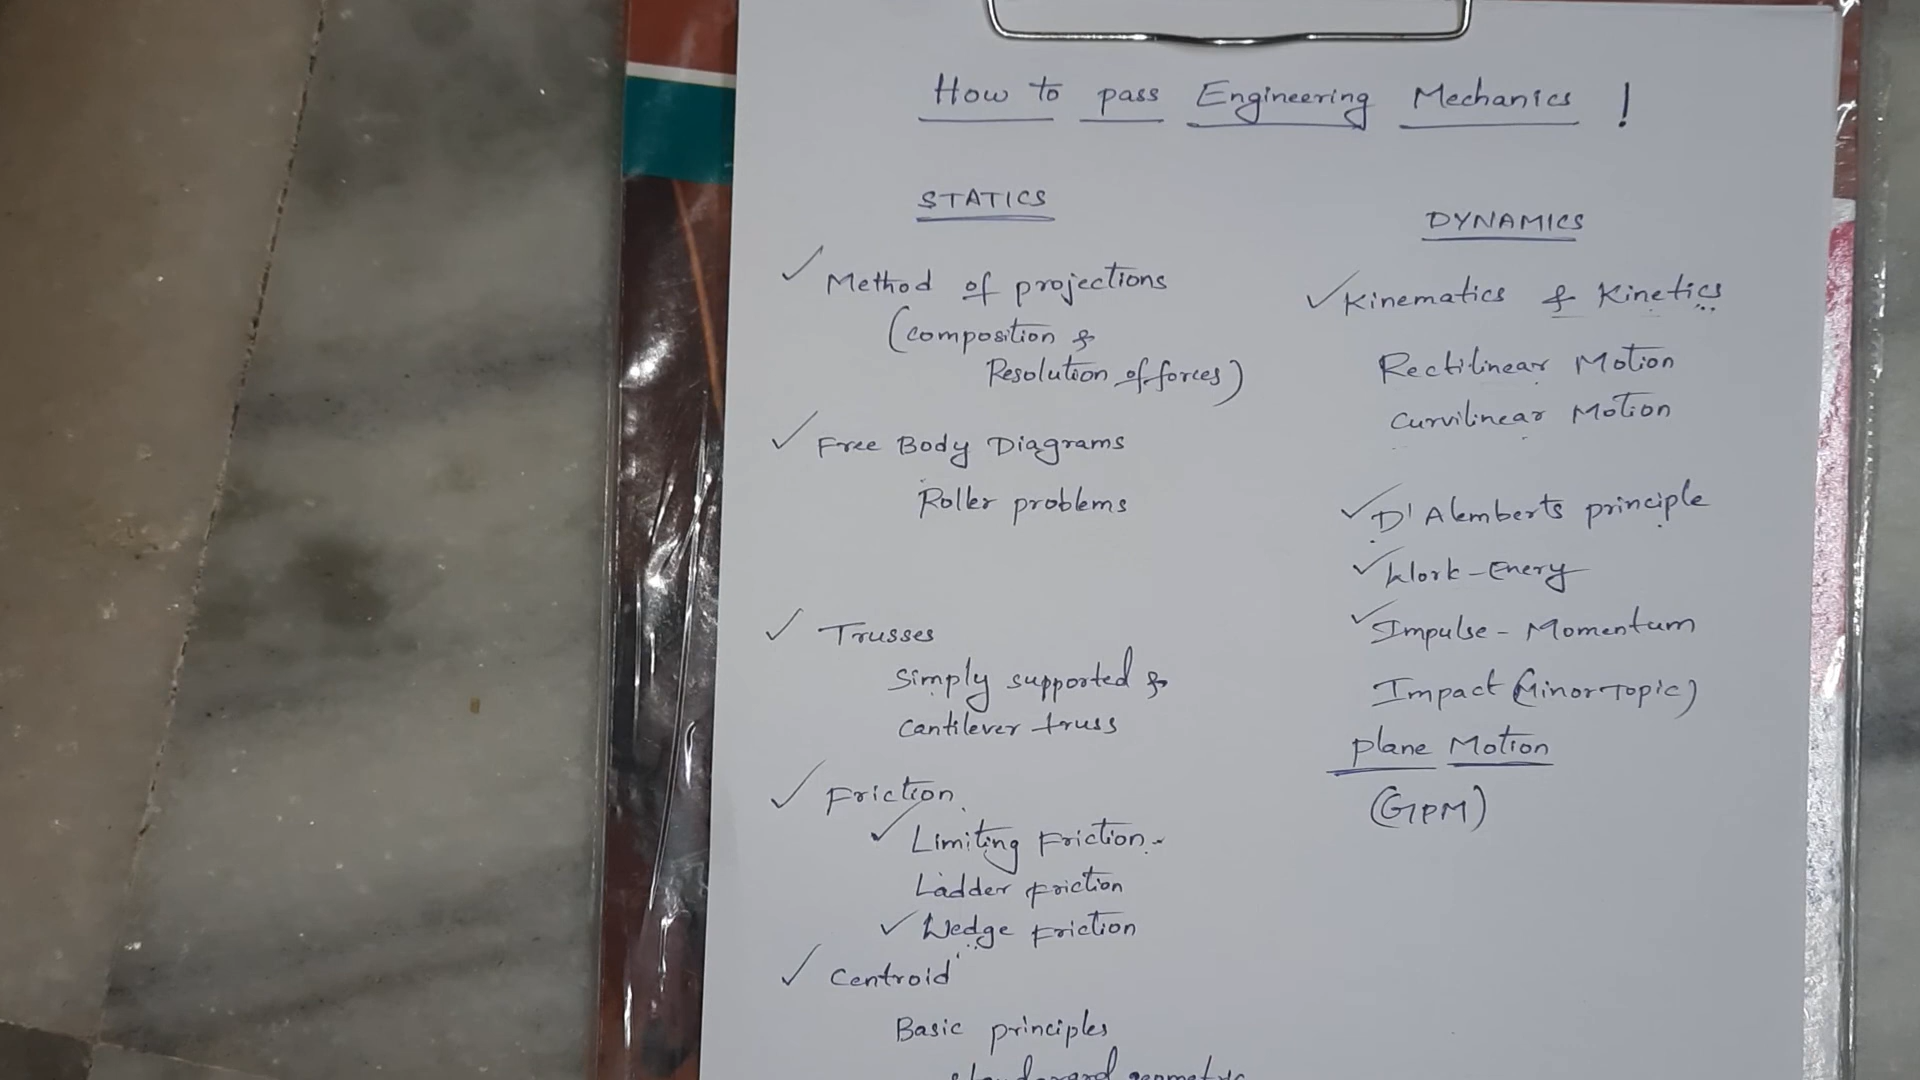 How to pass Engineering Mechanics !
STATICS
✓ Method of projections
(composition &
Resolution of forces)
✓ Free Body Diagrams
Roller problems
✓ Trusses
Simply supported &
cantilever truss
✓ Friction
✓ Limiting Friction
Ladder friction
✓ Wedge friction
✓ Centroid
Basic principles
DYNAMICS
✓ Kinematics & Kinetics
Rectilinear Motion
Curvilinear Motion
✓ D'Alemberts principle
✓ Work-Enery
✓ Impulse - Momentum
Impact (Minor Topic)
plane Motion
(GPM)